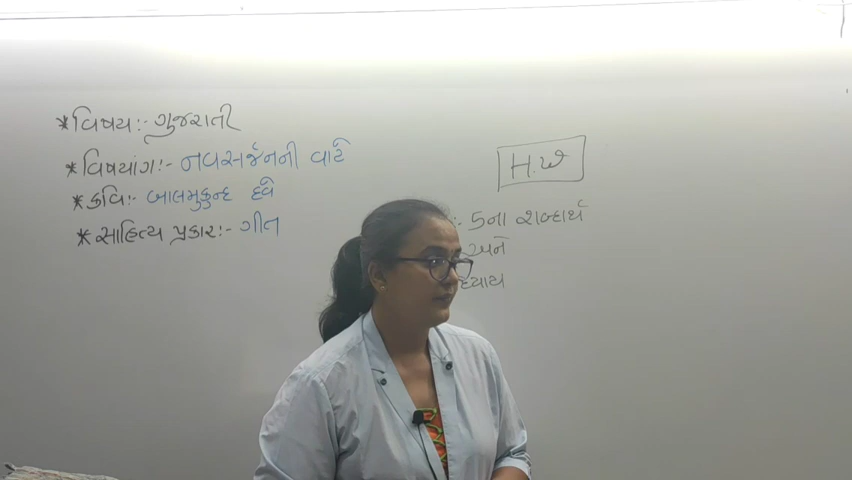 * વિષય :- ગુજરાતી
* વિષયાંગ :- નવસર્જનની વાટે
* કવિ :- બાલમુકુન્દ દવે
* સાહિત્ય પ્રકાર :- ગીત
H.W
:- 5ના શબ્દાર્થ
અને
ધ્યાય